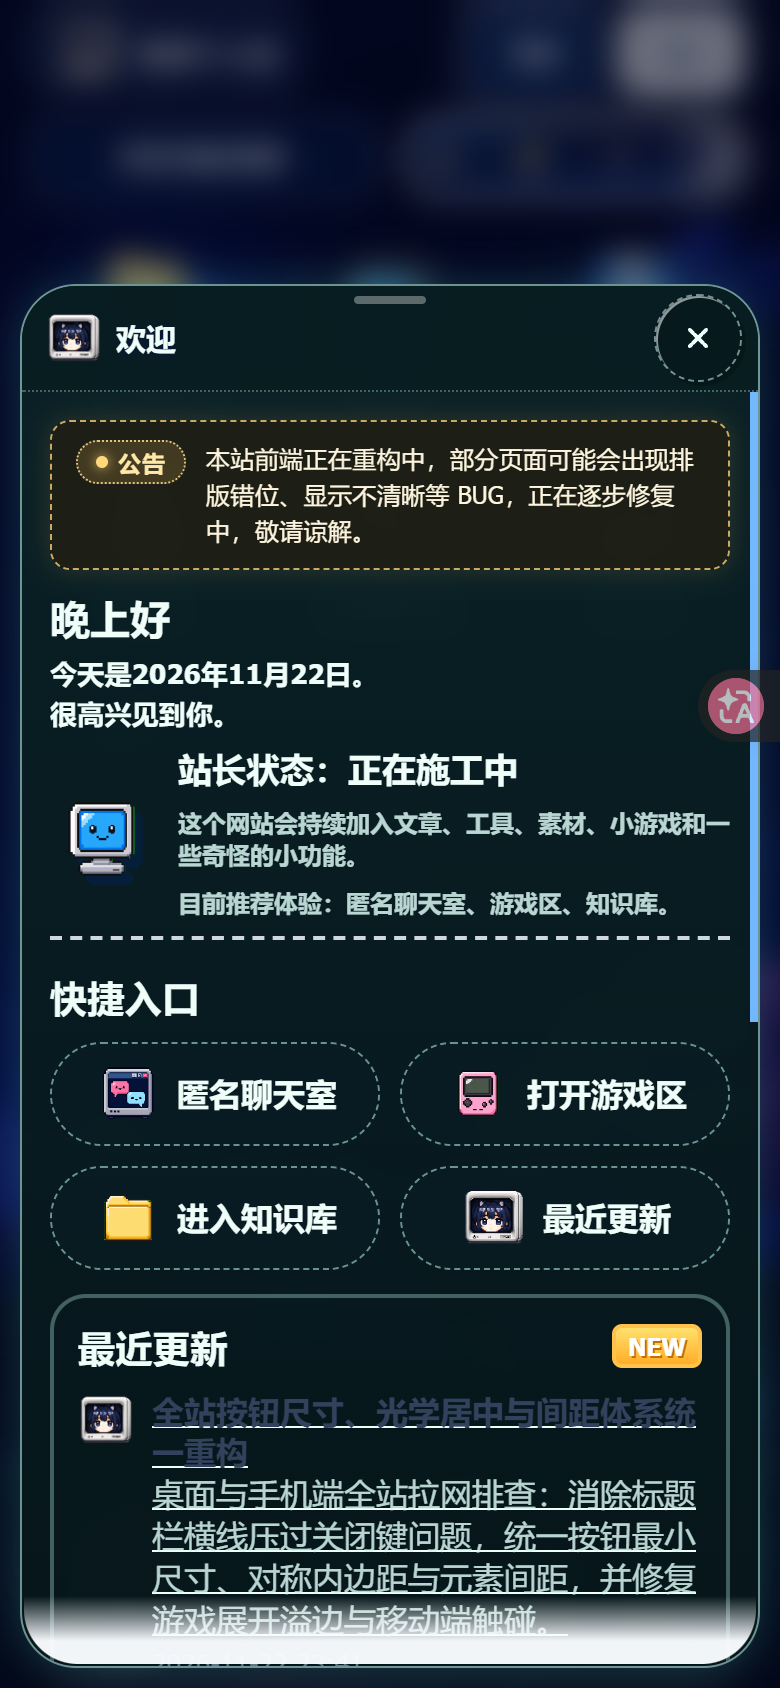 欢迎
公告
本站前端正在重构中，部分页面可能会出现排
版错位、显示不清晰等 BUG，正在逐步修复
中，敬请谅解。
晚上好
今天是2026年11月22日。
很高兴见到你。
站长状态：正在施工中
这个网站会持续加入文章、工具、素材、小游戏和一
些奇怪的小功能。
目前推荐体验：匿名聊天室、游戏区、知识库。
快捷入口
匿名聊天室
打开游戏区
进入知识库
最近更新
最近更新
NEW
全站按钮尺寸、光学居中与间距体系统
一重构
桌面与手机端全站拉网排查：消除标题
栏横线压过关闭键问题，统一按钮最小
尺寸、对称内边距与元素间距，并修复
游戏展开溢边与移动端触碰。